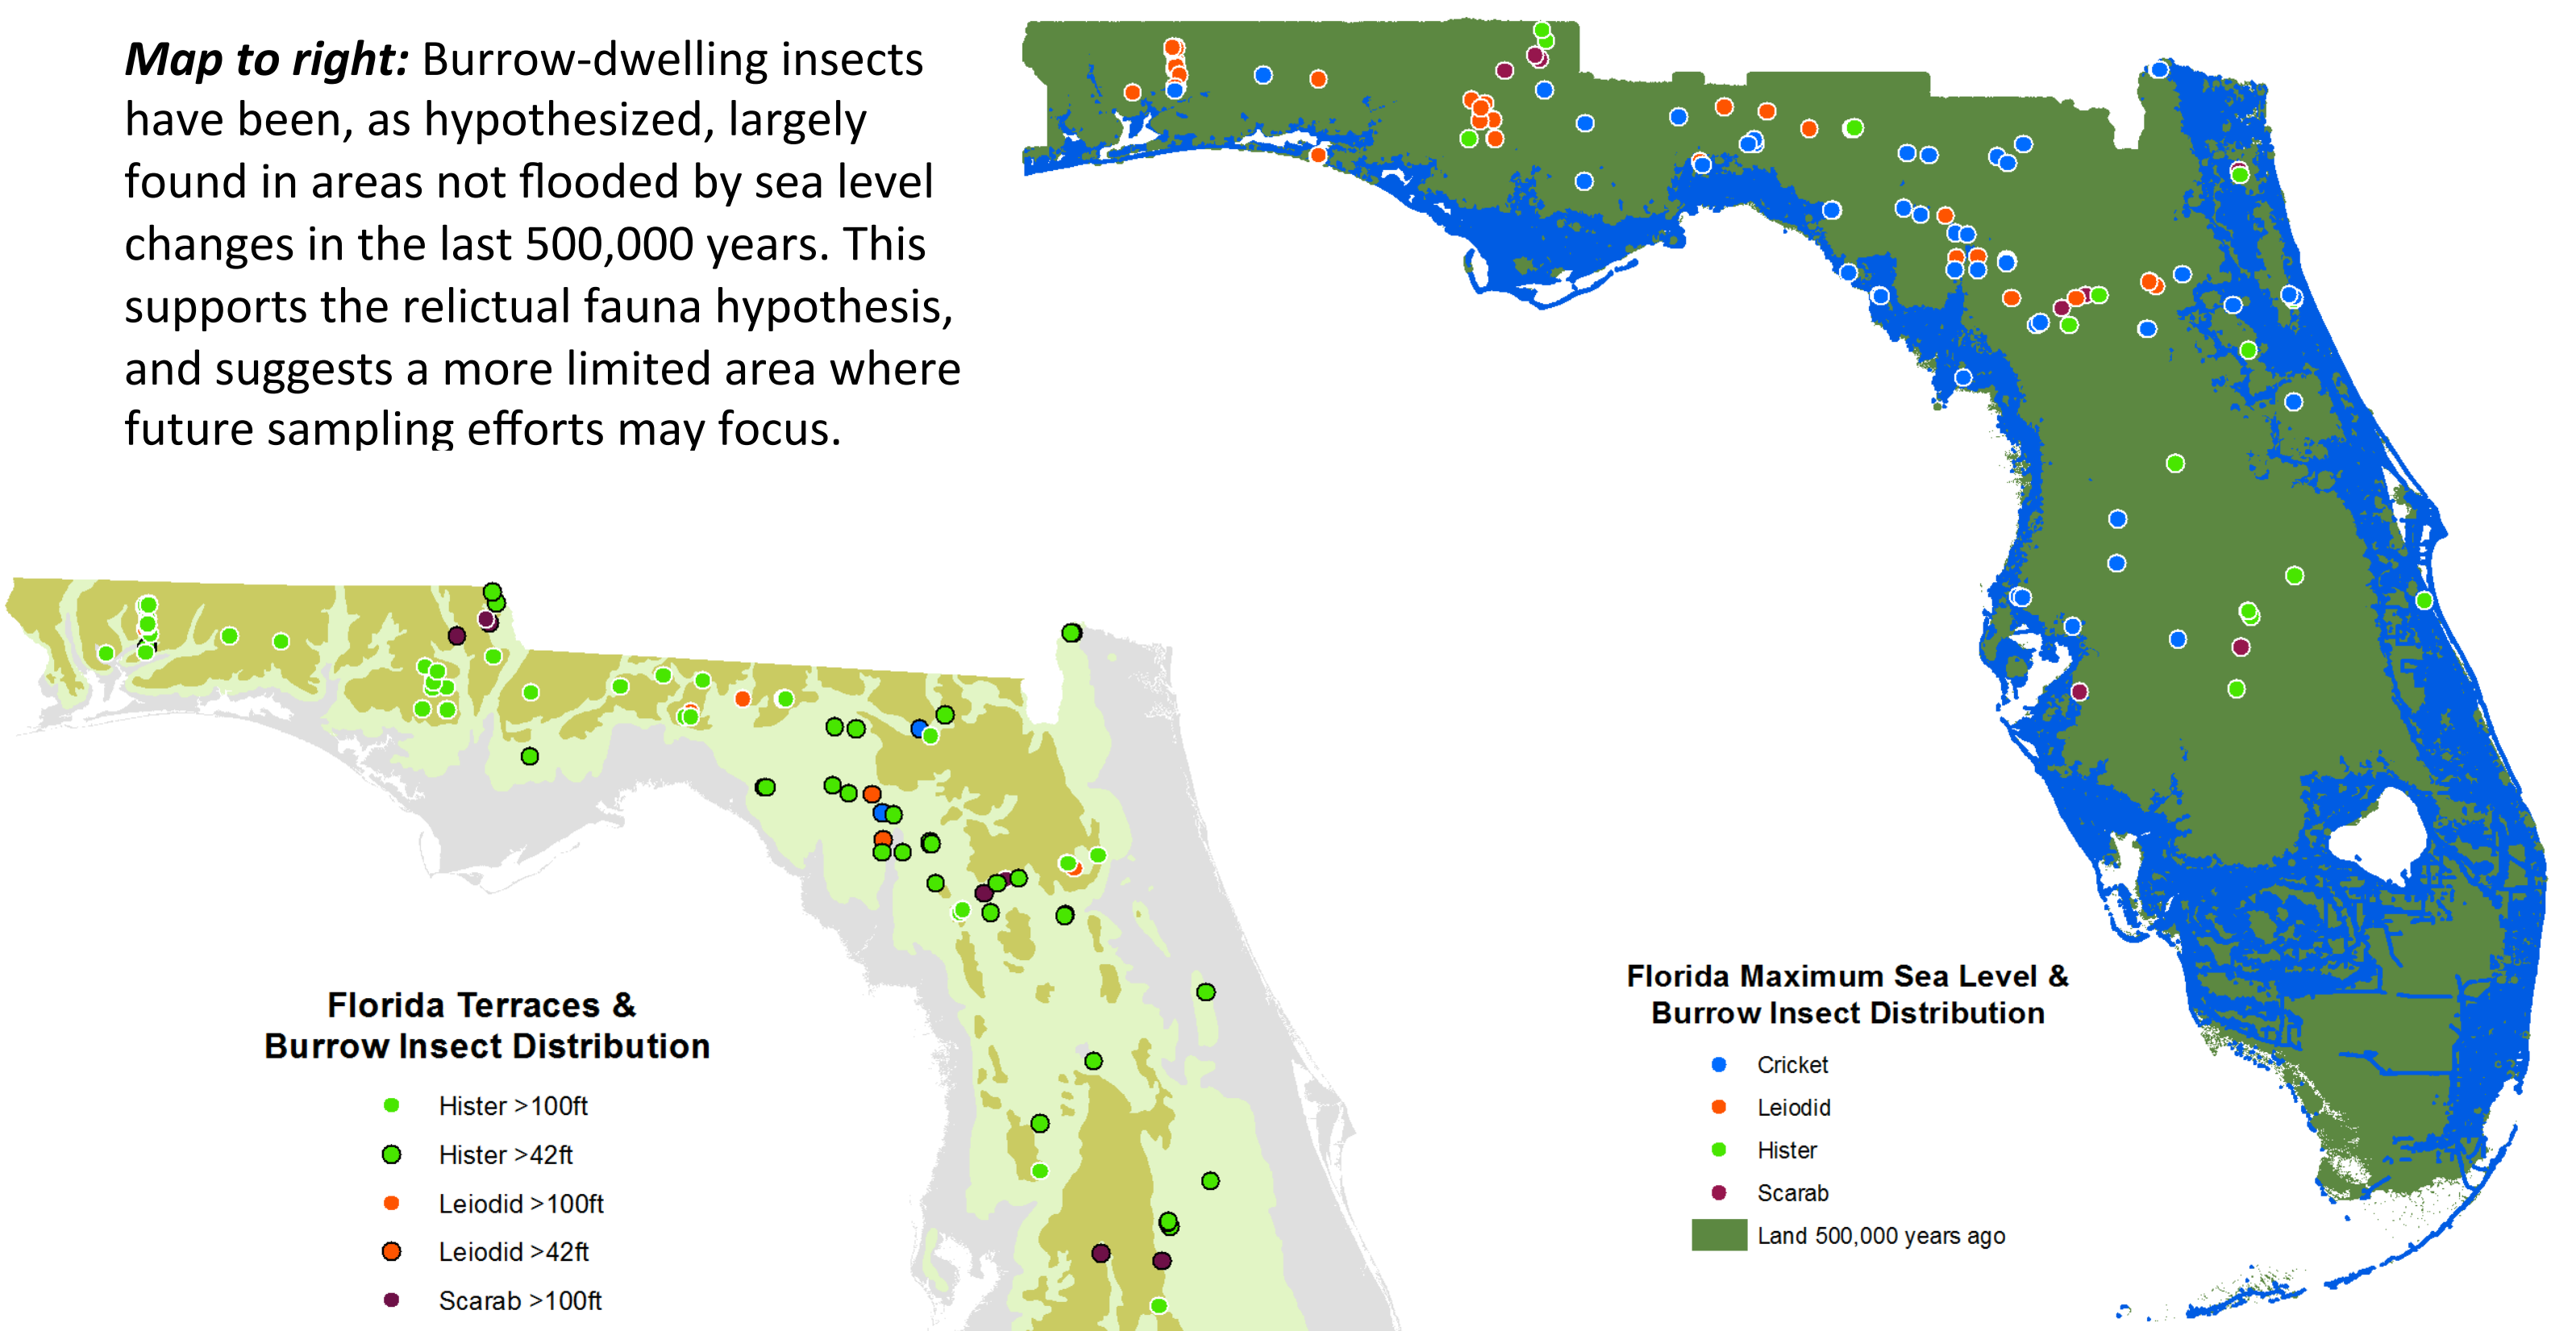 Map to right: Burrow-dwelling insects
have been, as hypothesized, largely
found in areas not flooded by sea level
changes in the last 500,000 years. This
supports the relictual fauna hypothesis,
and suggests a more limited area where
future sampling efforts may focus.
Florida Terraces &
Burrow Insect Distribution
Hister >100ft
Hister >42ft
Leiodid >100ft
Leiodid >42ft
Scarab >100ft
Florida Maximum Sea Level &
Burrow Insect Distribution
Cricket
Leiodid
Hister
Scarab
Land 500,000 years ago